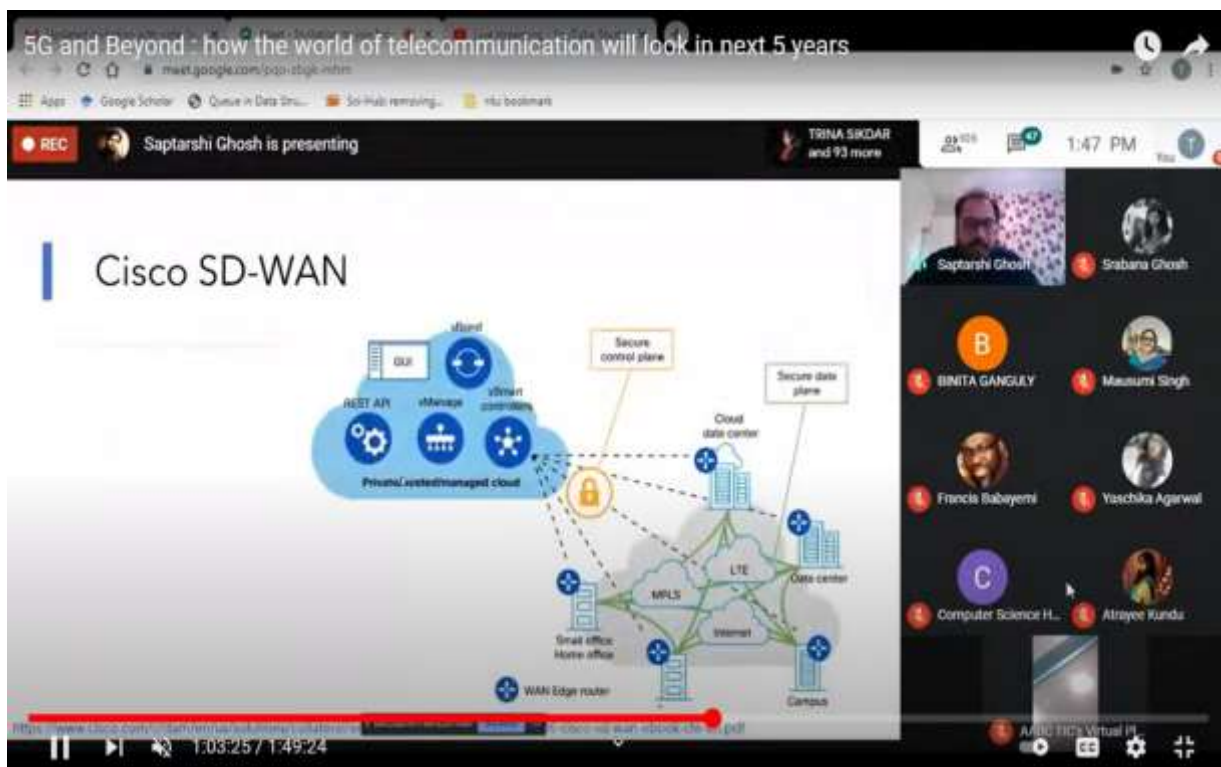 5G and Beyond : how the world of telecommunication will look in next 5 years
meet.google.com/
Apps
Google Scholar
Queue in Data Stru...
Sci-Hub: removing...
ntu bookmark
REC
Saptarshi Ghosh is presenting
TRINA SIKDAR
and 93 more
47
1:47 PM
You
T
Cisco SD-WAN
GUI
REST API
vManage
vSmart
controllers
cloud
Secure
control plane
Secure data
plane
Cloud
data center
Data center
LTE
MPLS
Internet
Small office
Home office
WAN Edge router
Campus
Saptarshi Ghosh
Srabana Ghosh
B
BINITA GANGULY
Mausumi Singh
Francis Babayemi
Yaschika Agarwal
C
Computer Science H...
Atrayee Kundu
1:03:25 / 1:49:24
CC